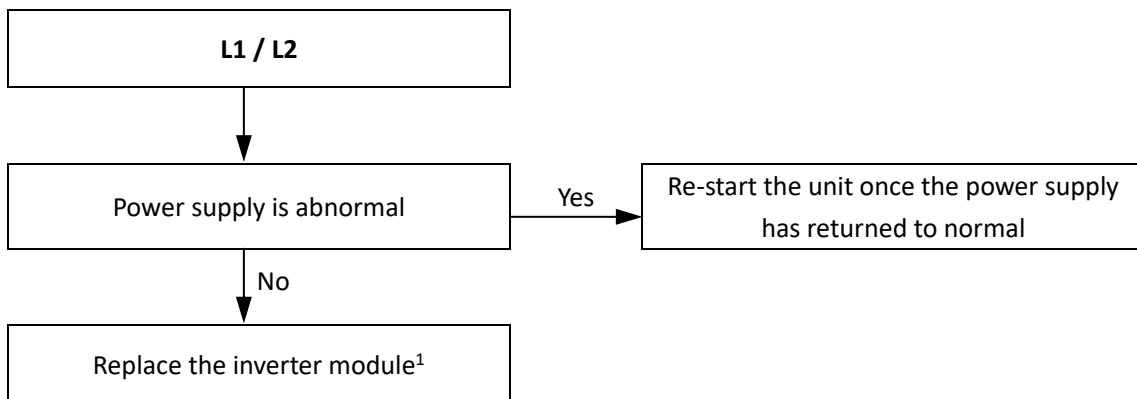 L1 / L2
Power supply is abnormal
Yes
Re-start the unit once the power supply
has returned to normal
No
Replace the inverter module¹